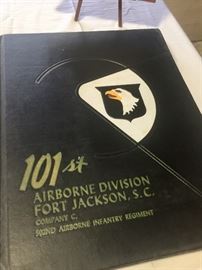 101st
AIRBORNE DIVISION
FORT JACKSON, S.C.
COMPANY C,
502ND AIRBORNE INFANTRY REGIMENT